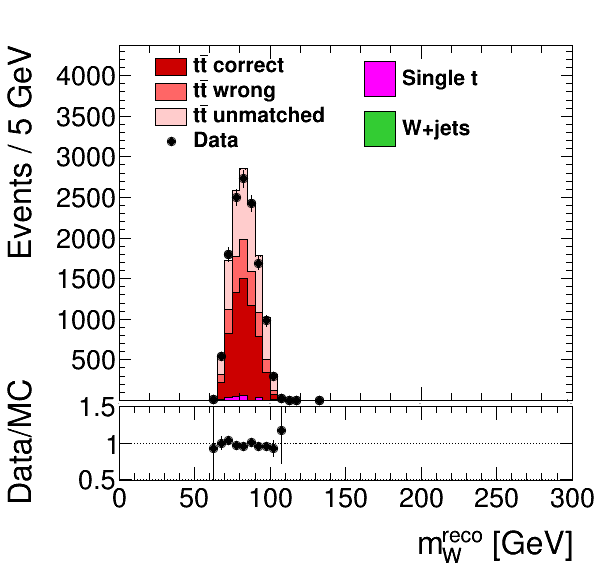 Events / 5 GeV
4000
3500
3000
2500
2000
1500
1000
500
tt̄ correct
tt̄ wrong
tt̄ unmatched
Data
Single t
W+jets
Data/MC
1.5
1
0.5
0 50 100 150 200 250 300
m_W^reco [GeV]